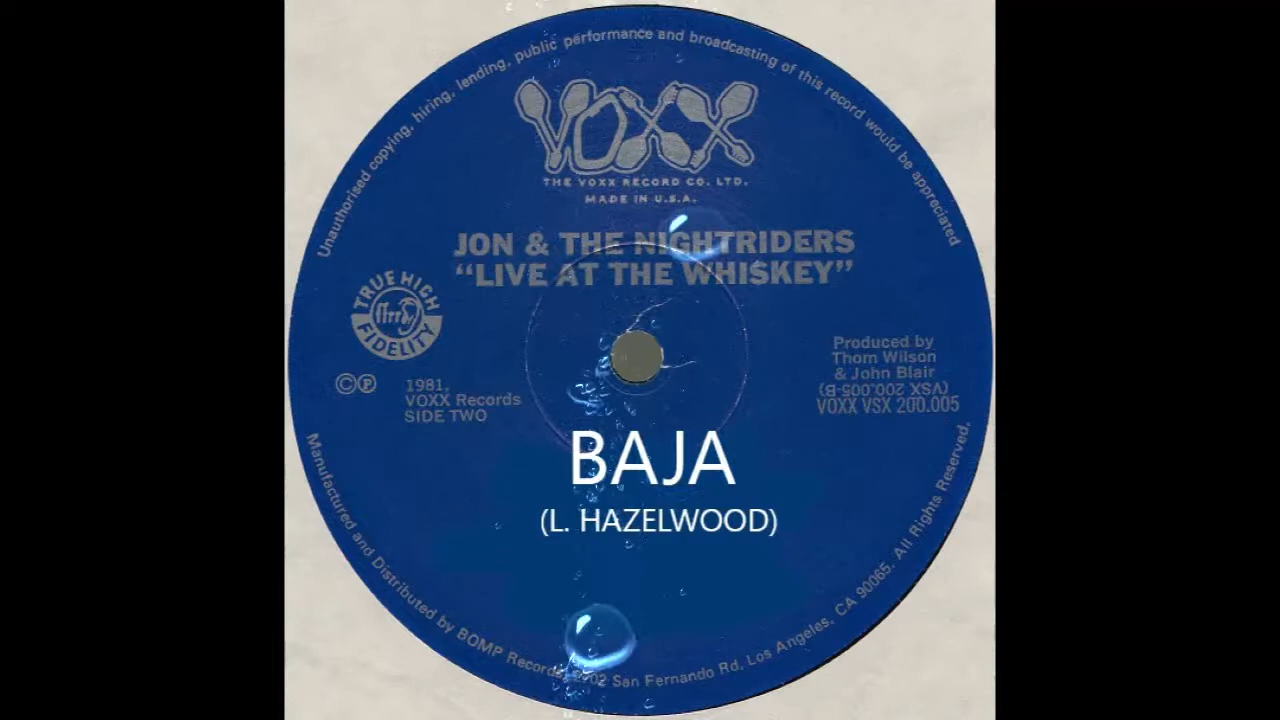 Unauthorised copying, hiring, lending, public performance and broadcasting of this record would be appreciated
VOXX
THE VOXX RECORD CO. LTD.
MADE IN U.S.A.
JON & THE NIGHTRIDERS
“LIVE AT THE WHISKEY”
TRUE HIGH
FIDELITY
©℗
1981,
VOXX Records
SIDE TWO
Produced by
Thom Wilson
& John Blair
(VSX 200.005-B)
VOXX VSX 200.005
BAJA
(L. HAZELWOOD)
Manufactured and Distributed by BOMP Records, San Fernando Rd. Los Angeles, CA 90065. All Rights Reserved.